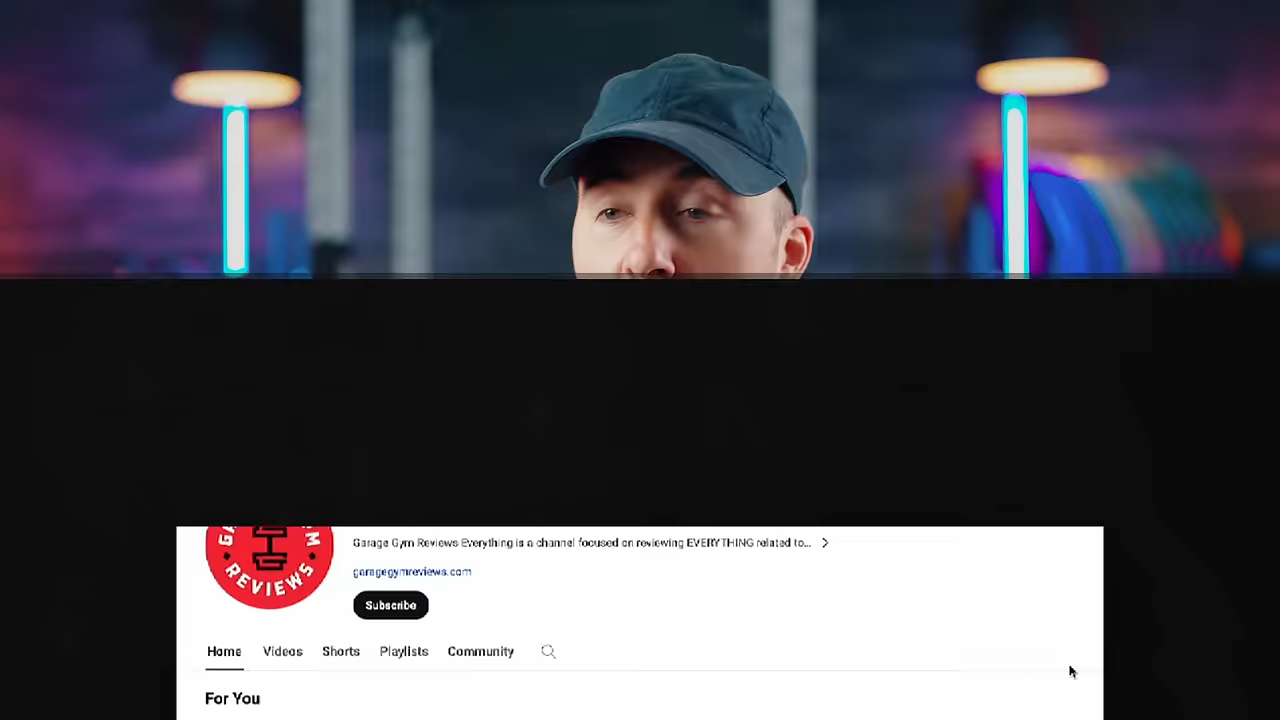 REVIEWS
Garage Gym Reviews Everything is a channel focused on reviewing EVERYTHING related to...
garagegymreviews.com
Subscribe
Home Videos Shorts Playlists Community
For You